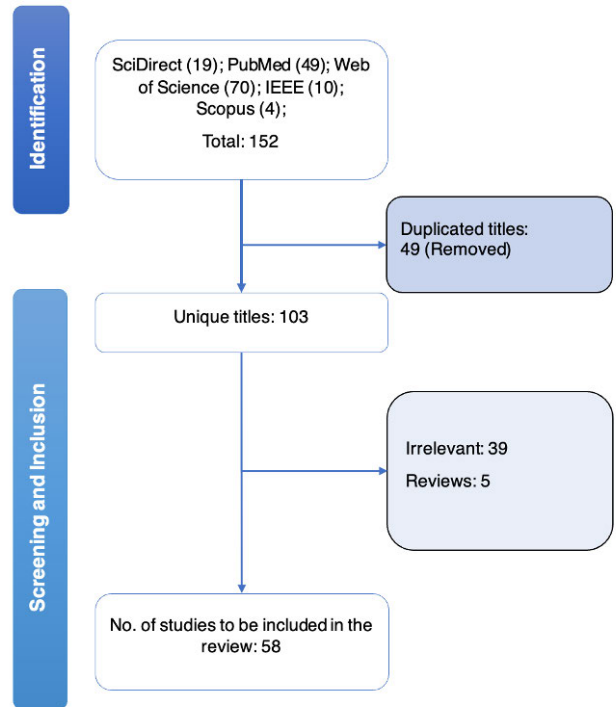 Identification
SciDirect (19); PubMed (49); Web
of Science (70); IEEE (10);
Scopus (4);
Total: 152
Duplicated titles:
49 (Removed)
Screening and Inclusion
Unique titles: 103
Irrelevant: 39
Reviews: 5
No. of studies to be included in the
review: 58